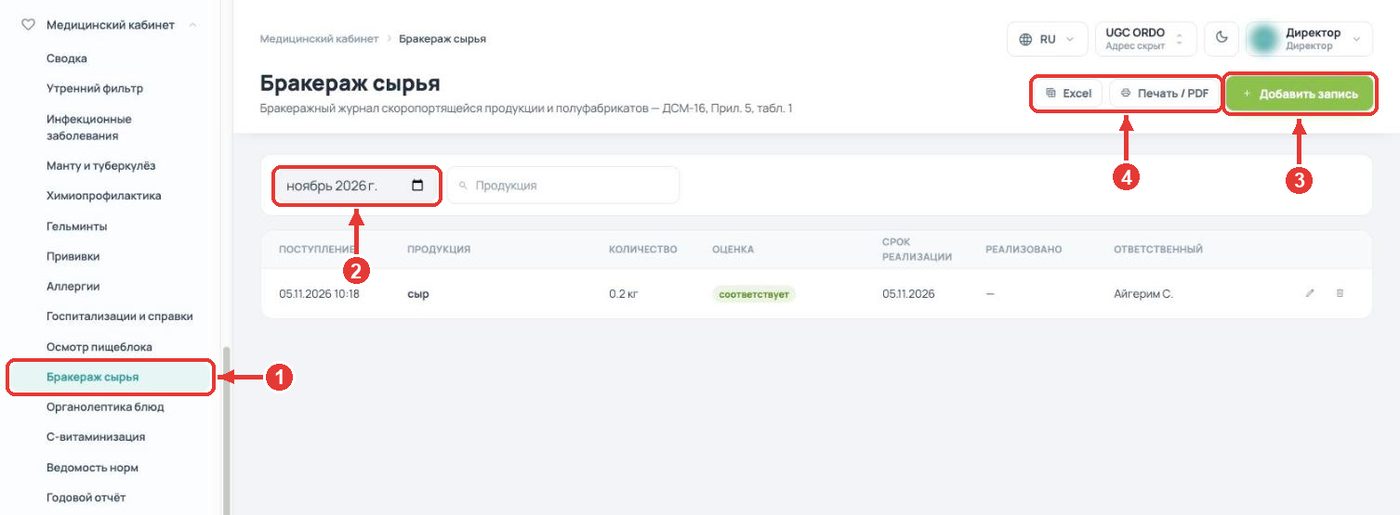 Медицинский кабинет
Сводка
Утренний фильтр
Инфекционные
заболевания
Манту и туберкулёз
Химиопрофилактика
Гельминты
Прививки
Аллергии
Госпитализации и справки
Осмотр пищеблока
Бракераж сырья
Органолептика блюд
С-витаминизация
Ведомость норм
Годовой отчёт
1
Медицинский кабинет > Бракераж сырья
RU
UGC ORDO
Адрес скрыт
Директор
Директор
Бракераж сырья
Бракеражный журнал скоропортящейся продукции и полуфабрикатов — ДСМ-16, Прил. 5, табл. 1
Excel
Печать / PDF
+ Добавить запись
4
3
ноябрь 2026 г.
Продукция
2
ПОСТУПЛЕНИЕ ПРОДУКЦИЯ КОЛИЧЕСТВО ОЦЕНКА СРОК РЕАЛИЗАЦИИ РЕАЛИЗОВАНО ОТВЕТСТВЕННЫЙ
05.11.2026 10:18 сыр 0.2 кг соответствует 05.11.2026 — Айгерим С.